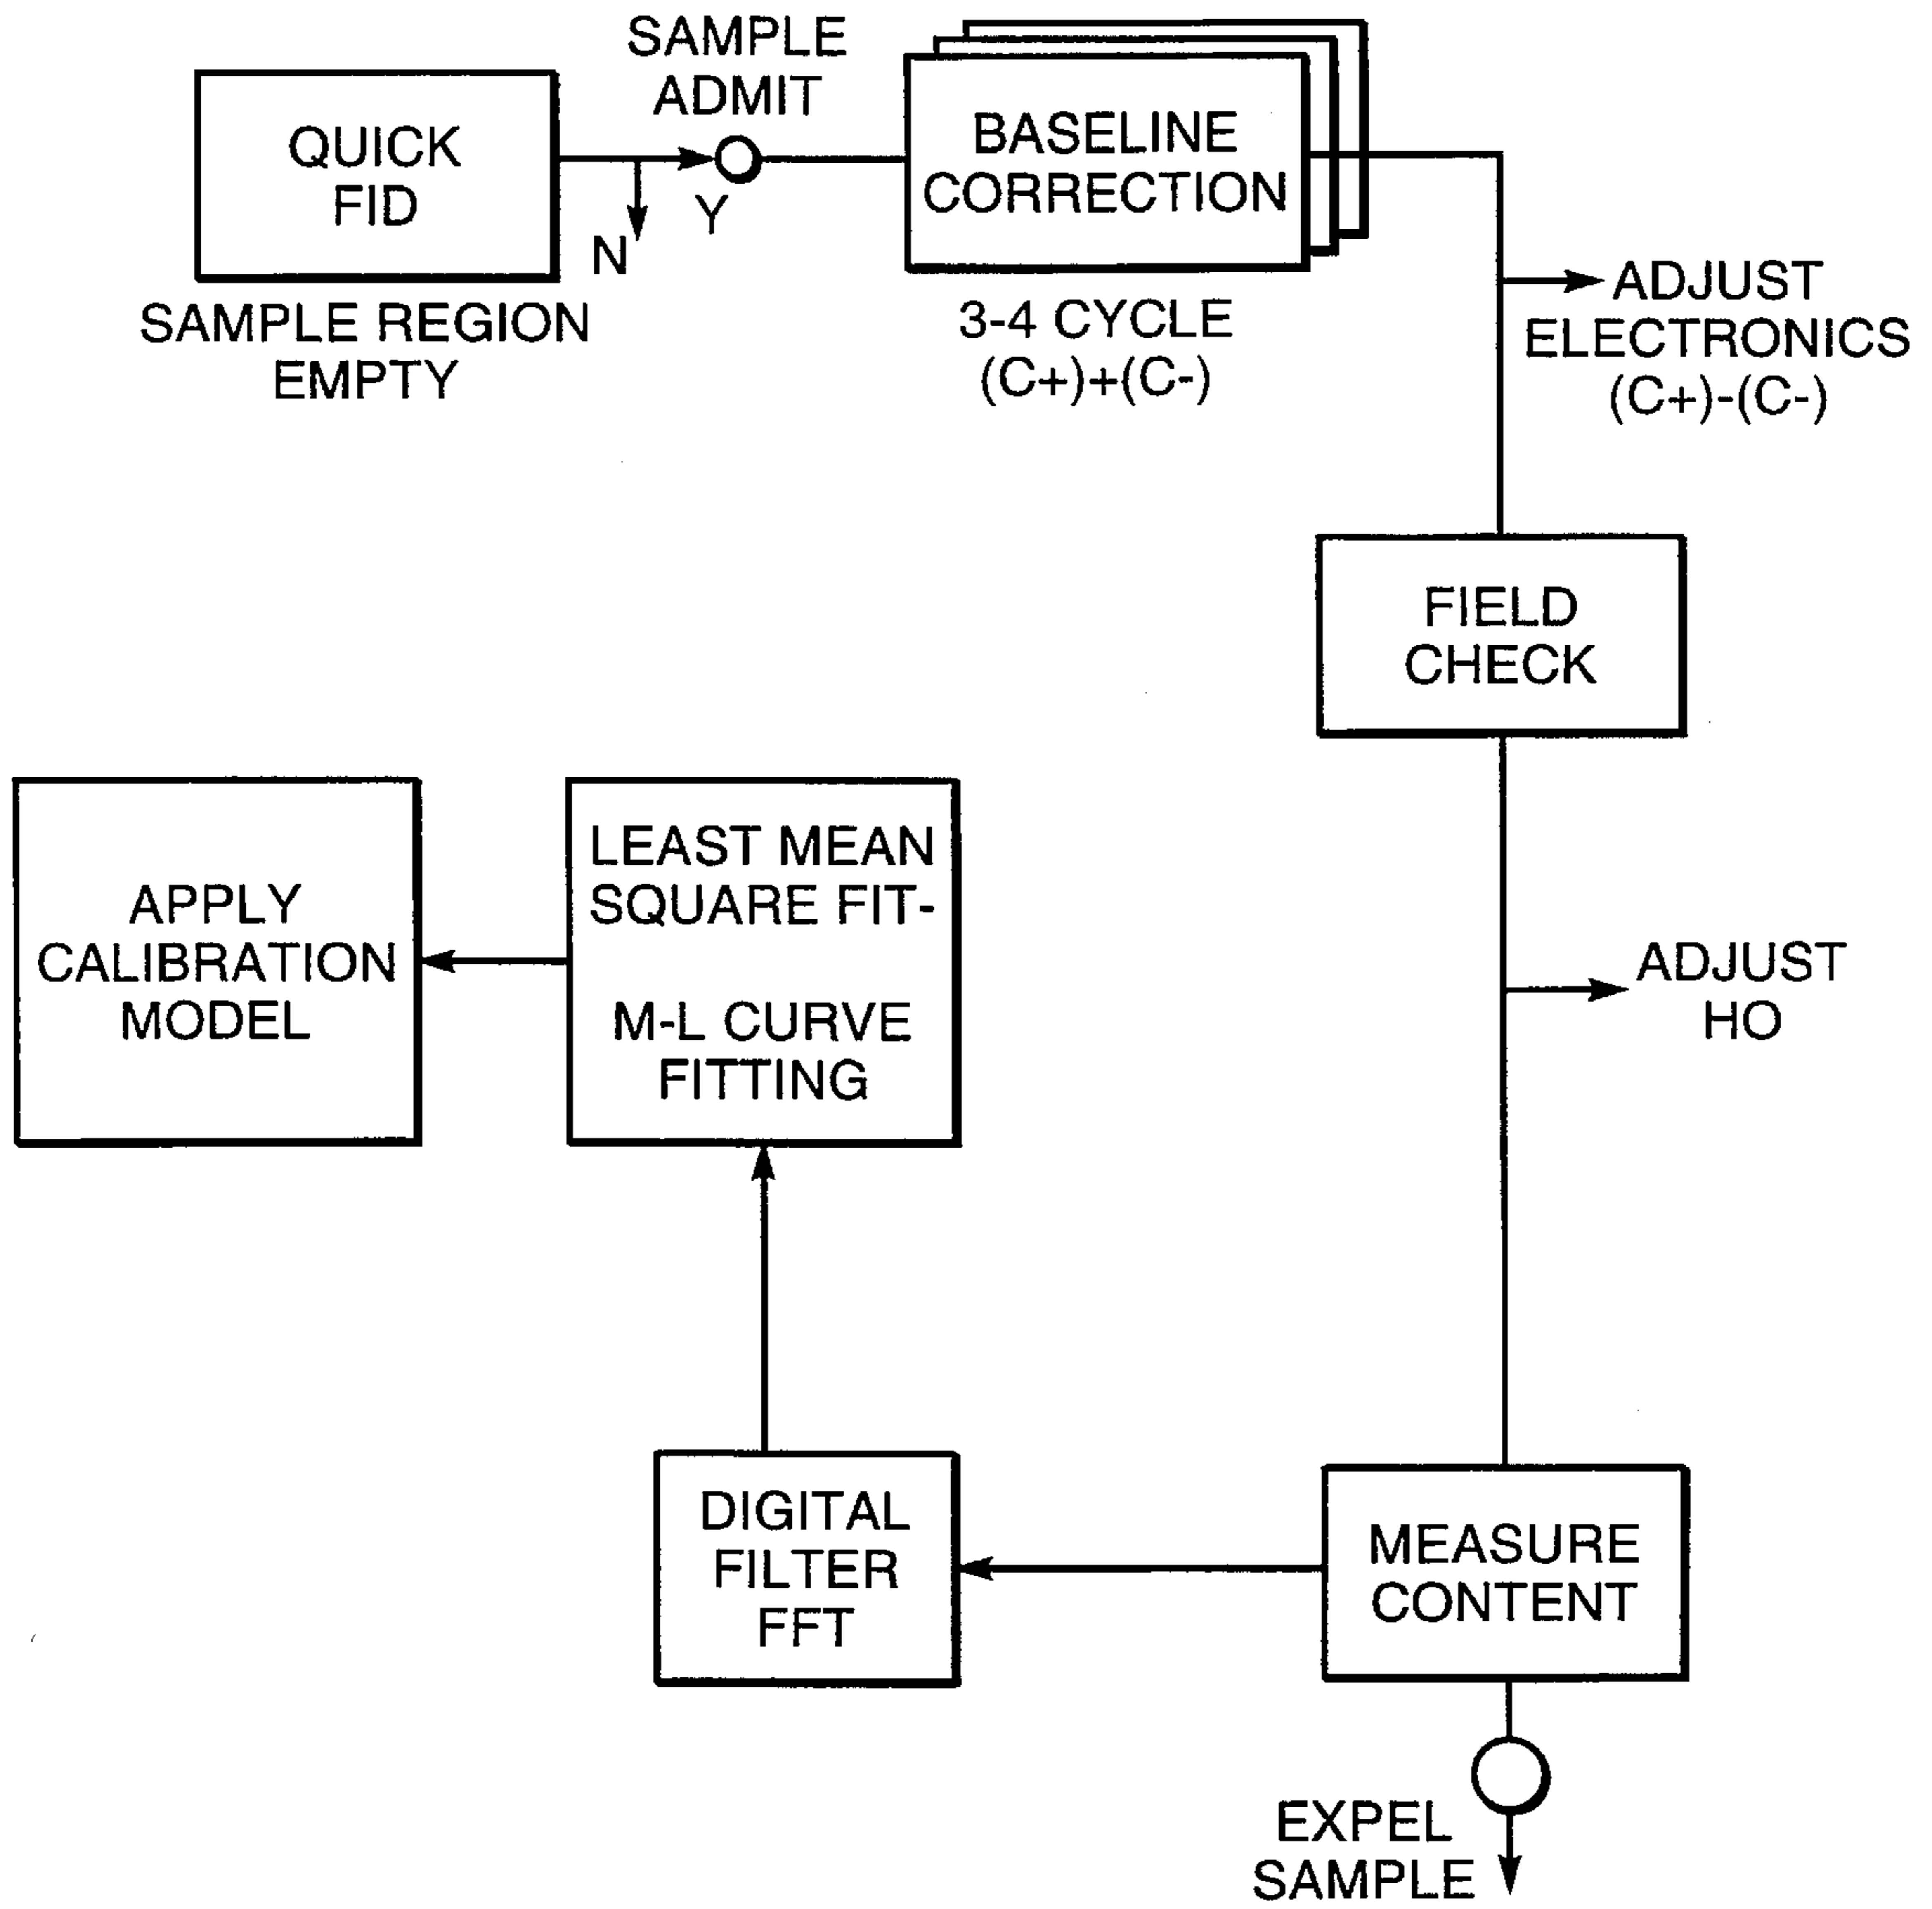 QUICK
FID
SAMPLE REGION
EMPTY
SAMPLE
ADMIT
N
Y
BASELINE
CORRECTION
3-4 CYCLE
(C+)+(C-)
ADJUST
ELECTRONICS
(C+)-(C-)
FIELD
CHECK
ADJUST
HO
MEASURE
CONTENT
EXPEL
SAMPLE
DIGITAL
FILTER
FFT
LEAST MEAN
SQUARE FIT-
M-L CURVE
FITTING
APPLY
CALIBRATION
MODEL